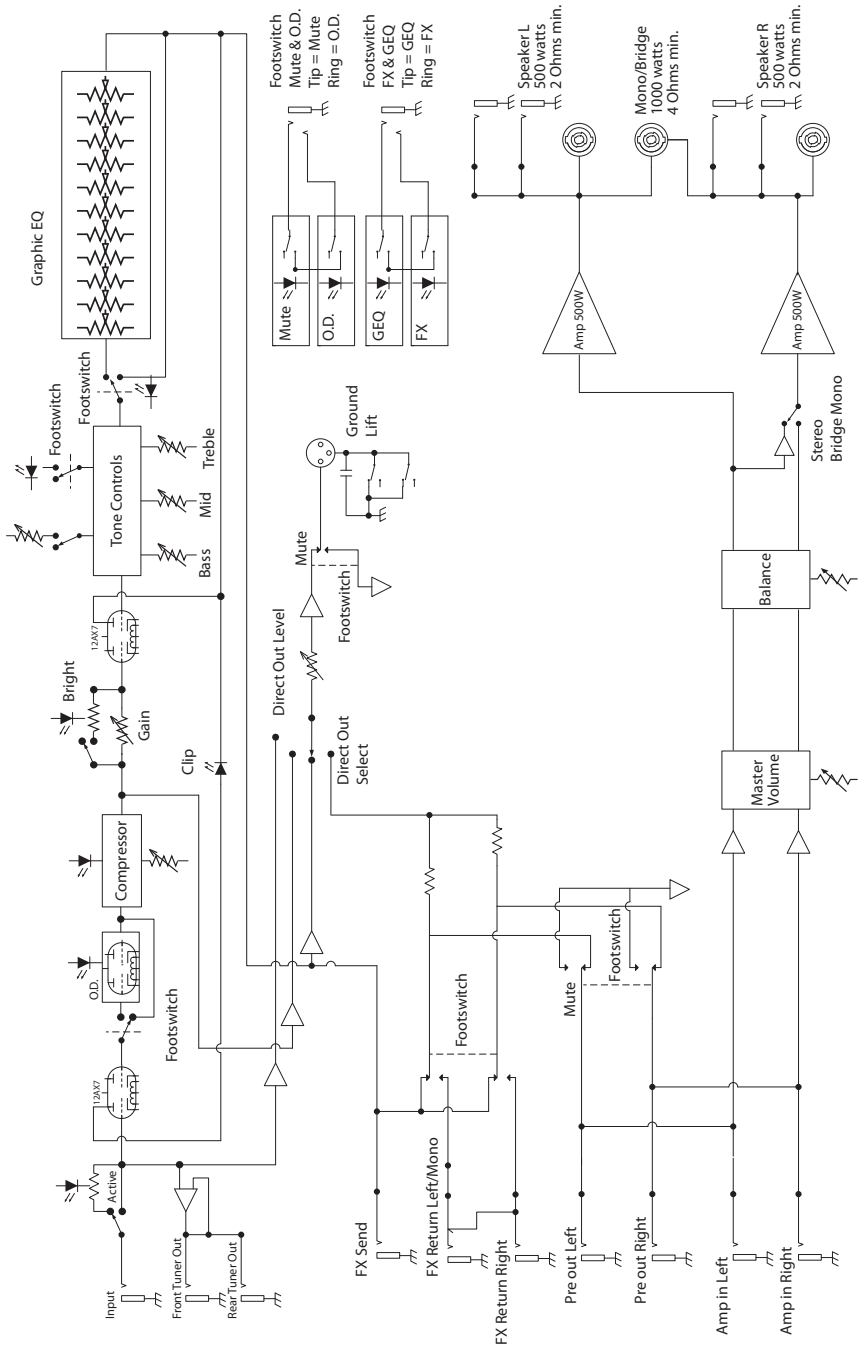 Input
Active
Front Tuner Out
Rear Tuner Out
12AX7
Footswitch
O.D.
Compressor
Clip
Gain
Bright
12AX7
Tone Controls
Bass
Mid
Treble
Footswitch
Footswitch
Graphic EQ
FX Send
FX Return Left/Mono
FX Return Right
Footswitch
Direct Out
Select
Direct Out Level
Footswitch
Mute
Ground
Lift
Mute
O.D.
GEQ
FX
Footswitch
Mute & O.D.
Tip = Mute
Ring = O.D.
Footswitch
FX & GEQ
Tip = GEQ
Ring = FX
Pre out Left
Pre out Right
Mute
Footswitch
Amp in Left
Amp in Right
Master
Volume
Balance
Stereo
Bridge Mono
Amp 500W
Amp 500W
Speaker L
500 watts
2 Ohms min.
Mono/Bridge
1000 watts
4 Ohms min.
Speaker R
500 watts
2 Ohms min.